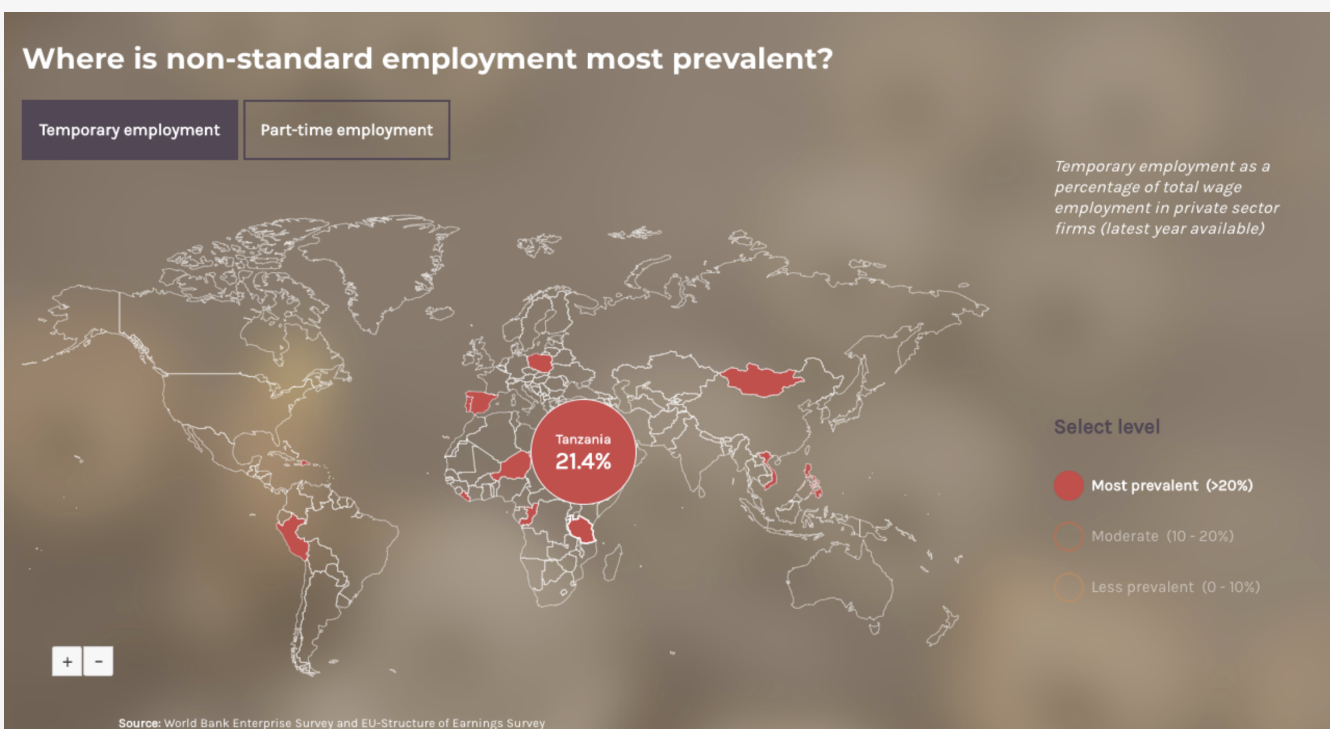 Where is non-standard employment most prevalent?
Temporary employment
Part-time employment
Temporary employment as a
percentage of total wage
employment in private sector
firms (latest year available)
Tanzania
21.4%
Select level
Most prevalent (>20%)
Moderate (10 - 20%)
Less prevalent (0 - 10%)
+
-
Source: World Bank Enterprise Survey and EU-Structure of Earnings Survey